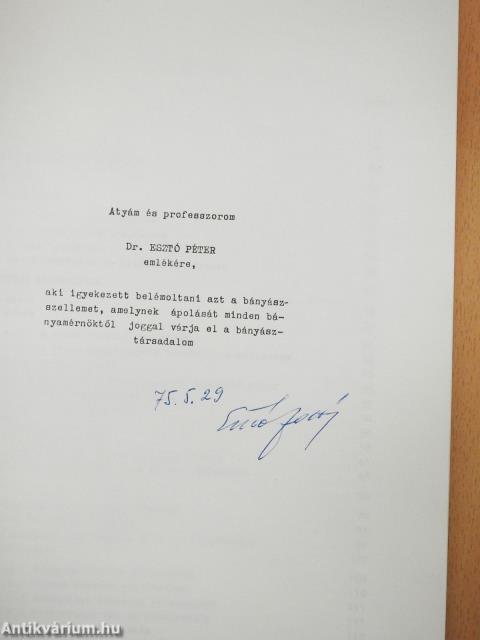 Atyám és professzorom
Dr. ESZTÓ PÉTER
emlékére,
aki igyekezett belémoltani azt a bányász-
szellemet, amelynek ápolását minden bá-
nyamérnöktől joggal várja el a bányász-
társadalom
75.5.29
Antikvárium.hu